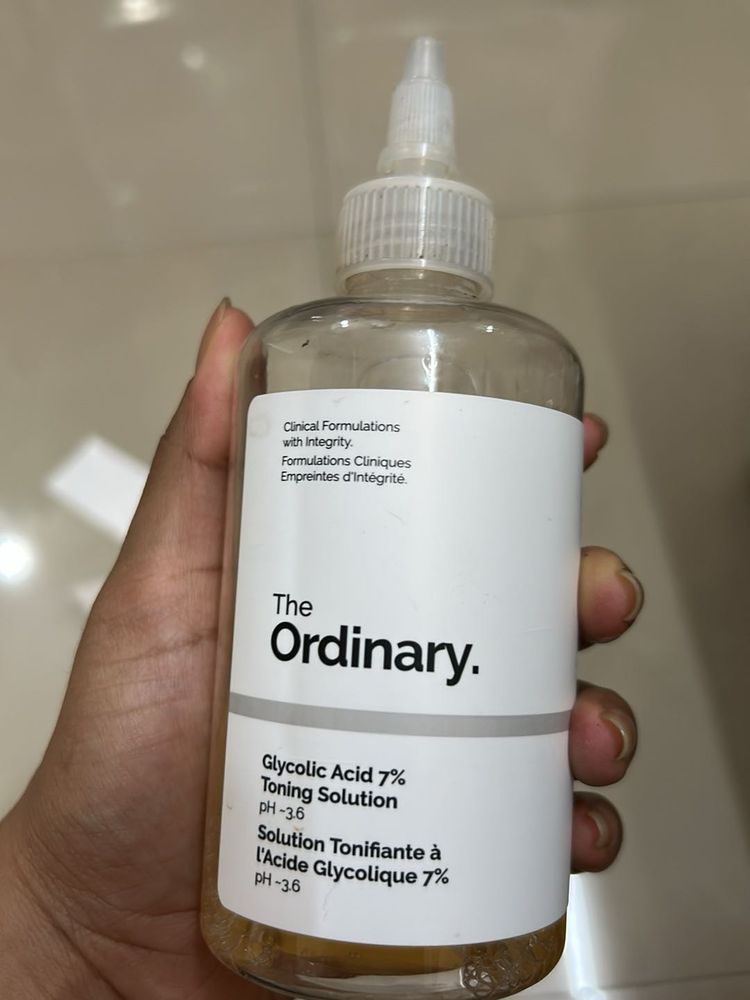 Clinical Formulations
with Integrity.
Formulations Cliniques
Empreintes d'Intégrité.
The
Ordinary.
Glycolic Acid 7%
Toning Solution
pH ~3.6
Solution Tonifiante à
l'Acide Glycolique 7%
pH ~3.6